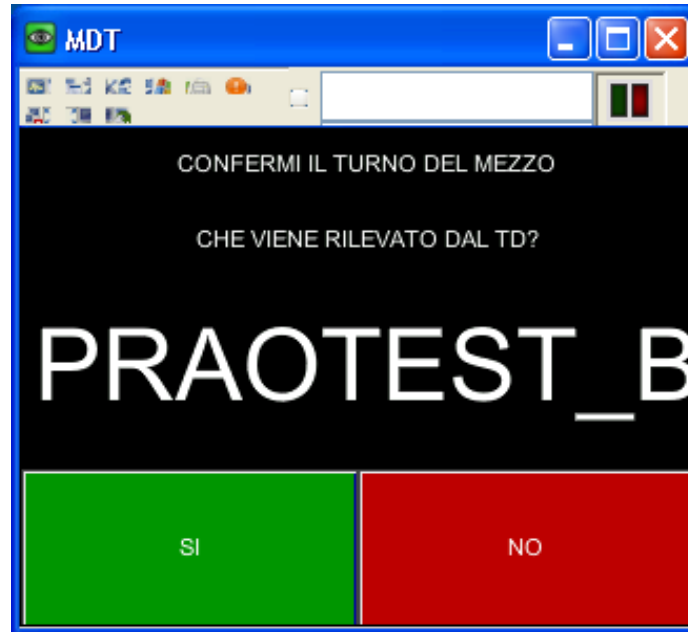 MDT
CONFERMI IL TURNO DEL MEZZO
CHE VIENE RILEVATO DAL TD?
PRAOTEST_B
SI
NO